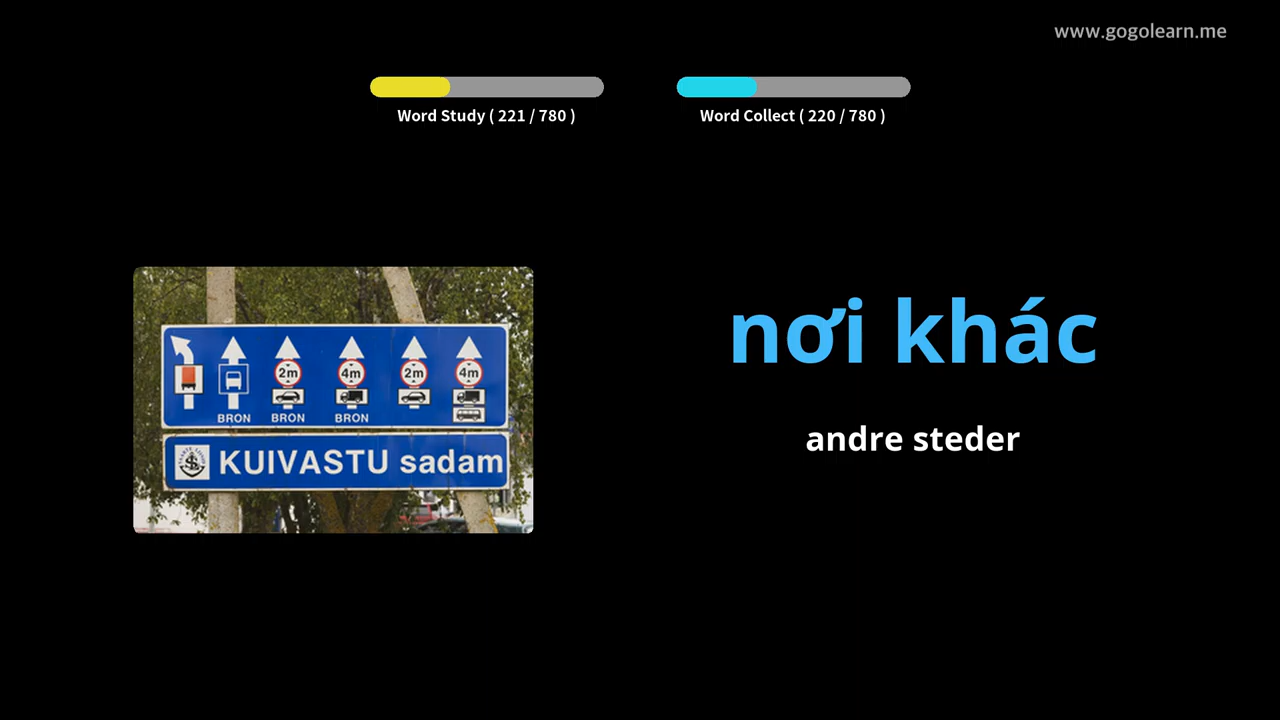 www.gogolearn.me
Word Study ( 221 / 780 )
Word Collect ( 220 / 780 )
2m
4m
2m
4m
BRON
BRON
BRON
KUIVASTU sadam
nơi khác
andre steder